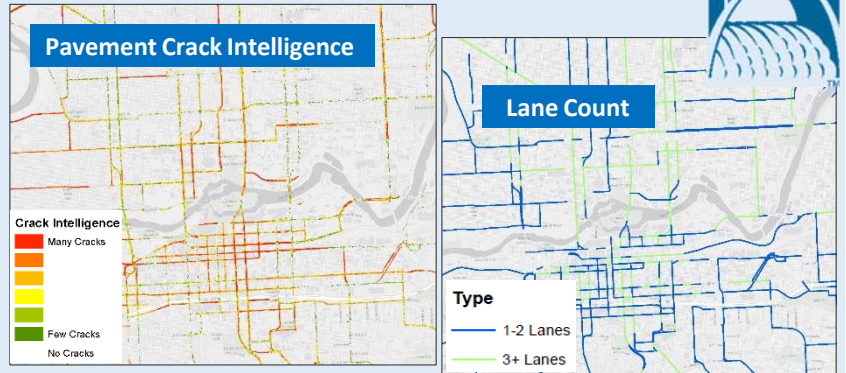 Pavement Crack Intelligence
Lane Count
Crack Intelligence
Many Cracks
Few Cracks
No Cracks
Type
1-2 Lanes
3+ Lanes
TM